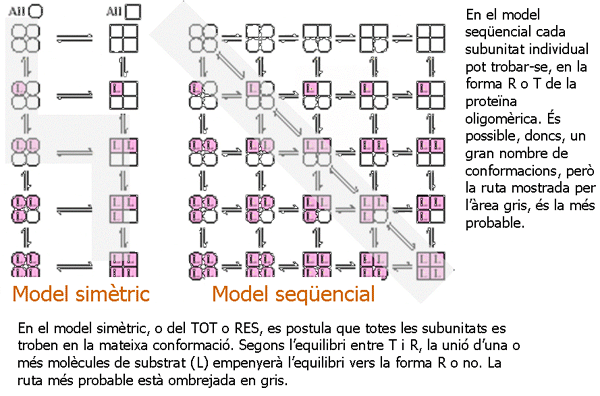 All All
En el model
seqüencial cada
subunitat individual
pot trobar-se, en la
forma R o T de la
proteïna
oligomèrica. És
possible, doncs, un
gran nombre de
conformacions, però
la ruta mostrada per
l'àrea gris, és la més
probable.
L L L L L L L
L L L L L L L L L L L L L L
L L L L L L L L L L L L L L L L L L L L L
L L L L L L L L L L L L L L L L L L L L L L L L L L L L
Model simètric Model seqüencial
En el model simètric, o del TOT o RES, es postula que totes les subunitats es
troben en la mateixa conformació. Segons l'equilibri entre T i R, la unió d'una o
més molècules de substrat (L) empenyerà l'equilibri vers la forma R o no. La
ruta més probable està ombrejada en gris.